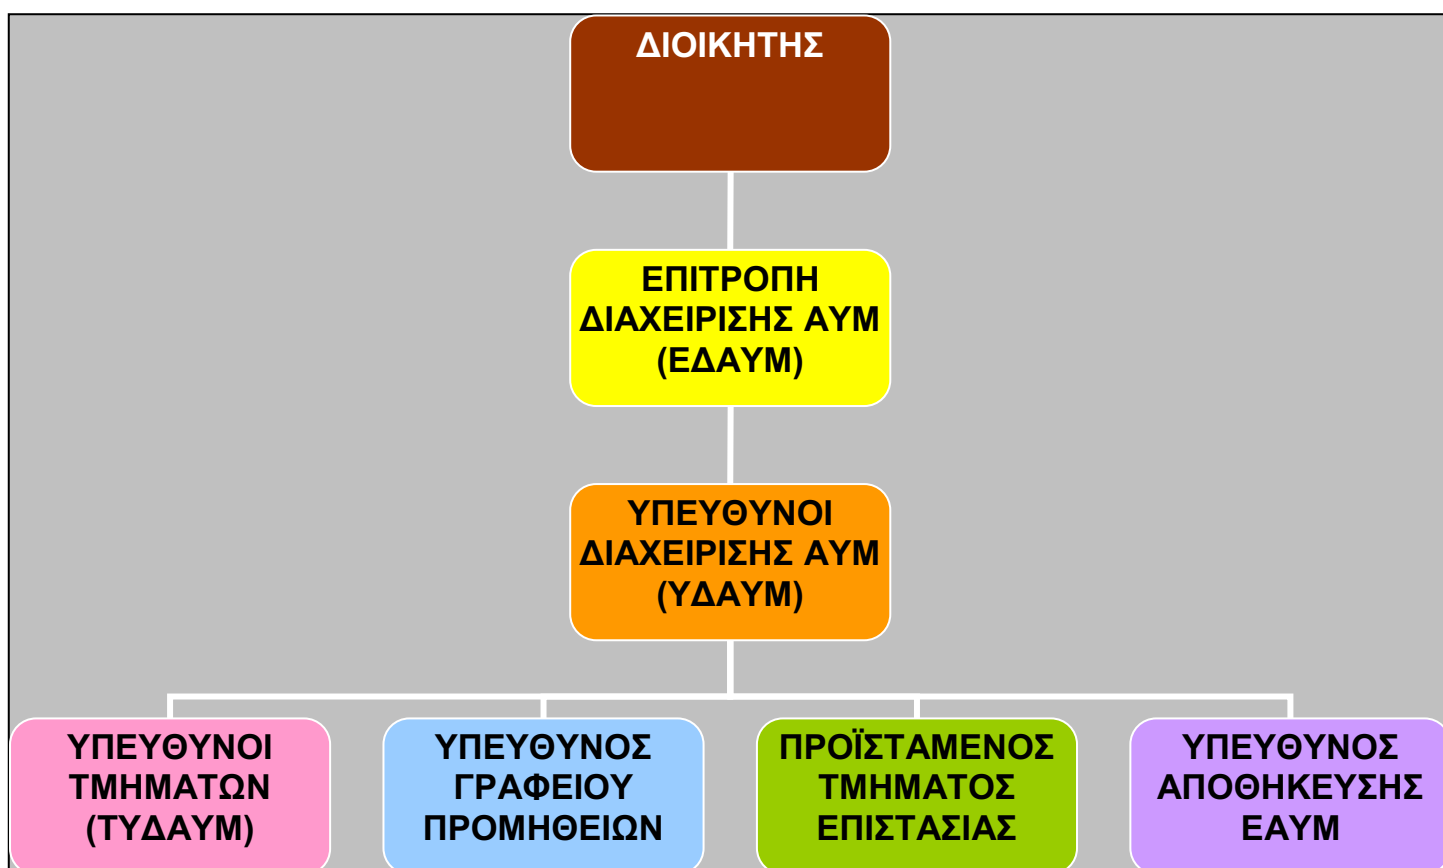 ΔΙΟΙΚΗΤΗΣ
ΕΠΙΤΡΟΠΗ
ΔΙΑΧΕΙΡΙΣΗΣ ΑΥΜ
(ΕΔΑΥΜ)
ΥΠΕΥΘΥΝΟΙ
ΔΙΑΧΕΙΡΙΣΗΣ ΑΥΜ
(ΥΔΑΥΜ)
ΥΠΕΥΘΥΝΟΙ
ΤΜΗΜΑΤΩΝ
(ΤΥΔΑΥΜ)
ΥΠΕΥΘΥΝΟΣ
ΓΡΑΦΕΙΟΥ
ΠΡΟΜΗΘΕΙΩΝ
ΠΡΟΪΣΤΑΜΕΝΟΣ
ΤΜΗΜΑΤΟΣ
ΕΠΙΣΤΑΣΙΑΣ
ΥΠΕΥΘΥΝΟΣ
ΑΠΟΘΗΚΕΥΣΗΣ
ΕΑΥΜ